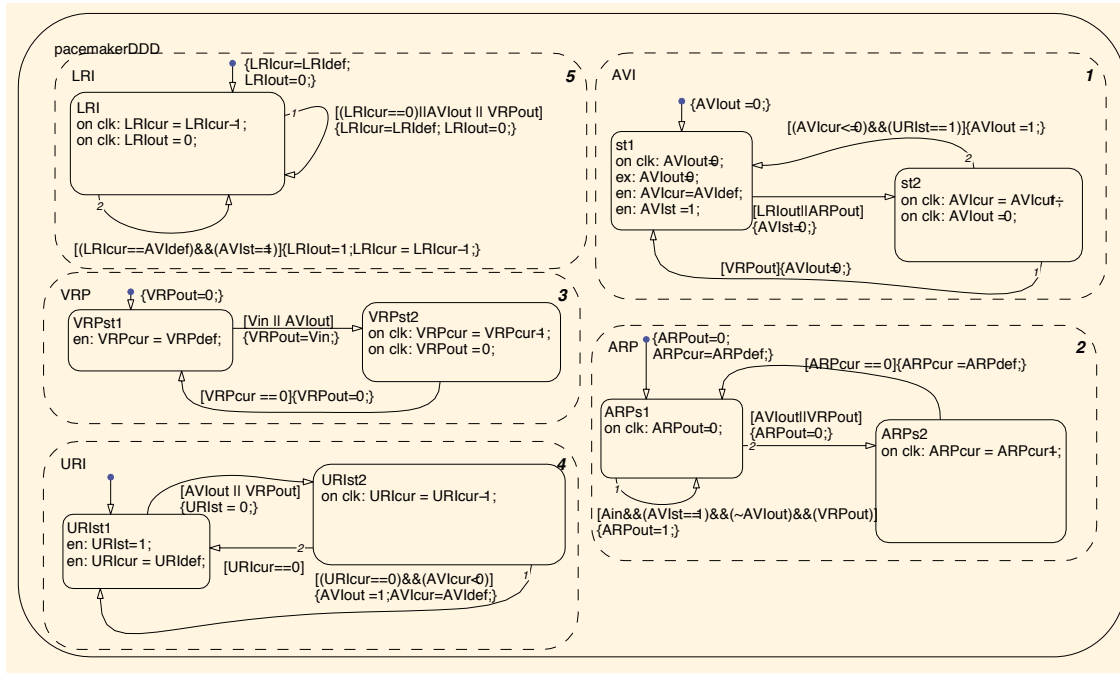 pacemakerDDD
LRI
5
{LRIcur=LRIdef;
LRIout=0;}
LRI
on clk: LRIcur = LRIcur-1;
on clk: LRIout = 0;
1
[(LRIcur==0)||AVIout || VRPout]
{LRIcur=LRIdef; LRIout=0;}
2
[(LRIcur==AVIdef)&&(AVIst==1)]{LRIout=1;LRIcur = LRIcur-1;}
AVI
1
{AVIout =0;}
st1
on clk: AVIout=0;
ex: AVIout=0;
en: AVIcur=AVIdef;
en: AVIst =1;
[(AVIcur<=0)&&(URIst==1)]{AVIout =1;}
2
st2
on clk: AVIcur = AVIcur-1;
on clk: AVIout =0;
[LRIout||ARPout]
{AVIst=0;}
[VRPout]{AVIout=0;}
1
VRP
3
{VRPout=0;}
VRPst1
en: VRPcur = VRPdef;
[Vin || AVIout]
{VRPout=Vin;}
VRPst2
on clk: VRPcur = VRPcur-1;
on clk: VRPout = 0;
[VRPcur == 0]{VRPout=0;}
ARP
2
{ARPout=0;
ARPcur=ARPdef;}
[ARPcur == 0]{ARPcur =ARPdef;}
ARPs1
on clk: ARPout=0;
[AVIout||VRPout]
{ARPout=0;}
2
ARPs2
on clk: ARPcur = ARPcur-1;
1
[Ain&&(AVIst==1)&&(~AVIout)&&(VRPout)]
{ARPout=1;}
URI
4
[AVIout || VRPout]
{URIst = 0;}
URIst2
on clk: URIcur = URIcur-1;
URIst1
en: URIst=1;
en: URIcur = URIdef;
2
[URIcur==0]
[(URIcur==0)&&(AVIcur<0)]
{AVIout =1;AVIcur=AVIdef;}
1